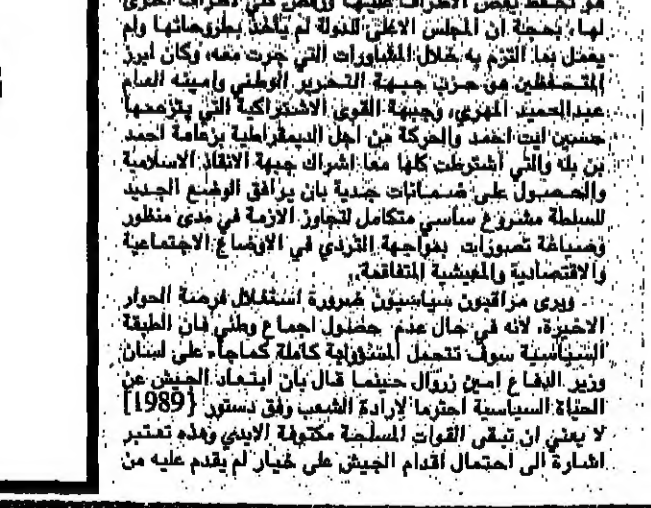 هو تحفظ بعض الاطراف عليها ورفض اطراف اخرى
لها، بحجة ان المجلس الاعلى للدولة لم يأخذ بطروحاتها ولم
يعمل بما التزم به خلال المشاورات التي جرت معه، وكان ابرز
المتحفظين هو حزب جبهة التحرير الوطني وامينه العام
عبدالحميد المهري، وجبهة القوى الاشتراكية التي يتزعمها
حسين ايت احمد والحركة من اجل الديمقراطية بزعامة احمد
بن بله والتي اشترطت كلها معا اشراك جبهة الانقاذ الاسلامية
والحصول على ضمانات جدية بان يرافق الوضع الجديد
للسلطة مشروع سياسي متكامل لتجاوز الازمة في مدى منظور
وصياغة تصورات بمواجهة التردي في الاوضاع الاجتماعية
والاقتصادية والمعيشية المتفاقمة.
ويرى مراقبون سياسيون ضرورة استغلال فرصة الحوار
الاخيرة، لانه في حال عدم حصول اجماع وطني فان الطبقة
السياسية سوف تتحمل المسؤولية كاملة كماجاء على لسان
وزير الدفاع امين زروال حينما قال بان ابتعاد الجيش عن
الحياة السياسية احترما لارادة الشعب وفق دستور {1989]
لا يعني ان تبقى القوات المسلحة مكتوفة الايدي وهذه تعتبر
اشارة الى احتمال اقدام الجيش على خيار لم يقدم عليه من